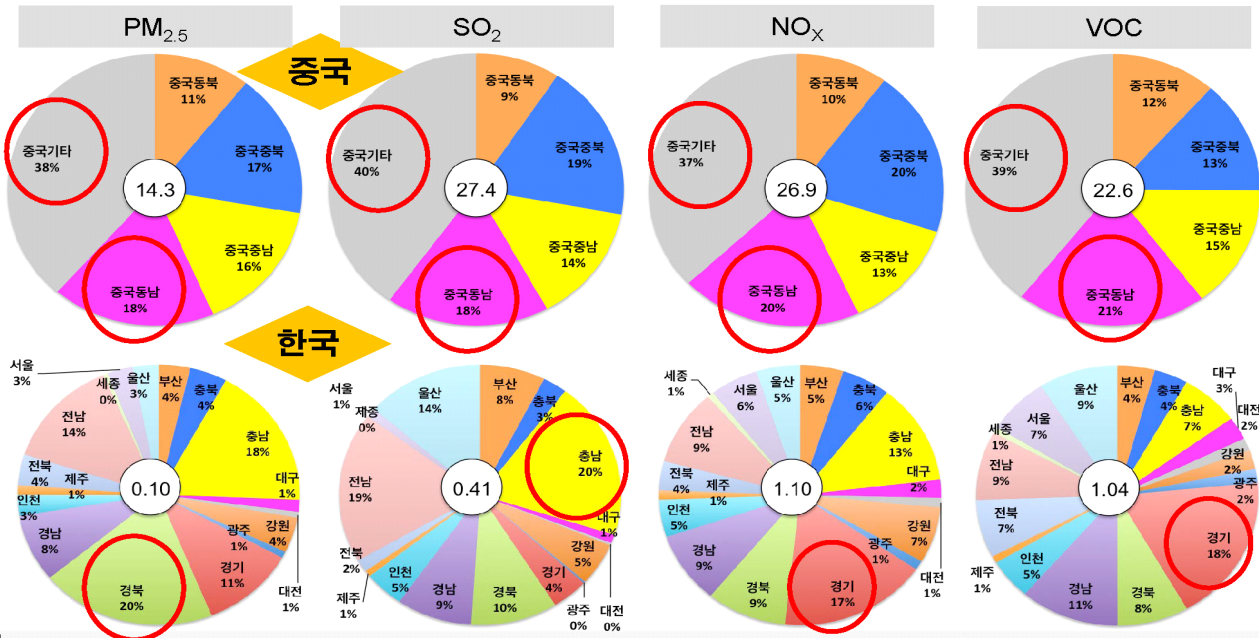 PM2.5
SO2
NOX
VOC
중국
중국동북
11%
중국중북
17%
중국중남
16%
중국동남
18%
중국기타
38%
14.3
중국동북
9%
중국중북
19%
중국중남
14%
중국동남
18%
중국기타
40%
27.4
중국동북
10%
중국중북
20%
중국중남
13%
중국동남
20%
중국기타
37%
26.9
중국동북
12%
중국중북
13%
중국중남
15%
중국동남
21%
중국기타
39%
22.6
한국
부산
4%
충북
4%
충남
18%
대구
1%
대전
1%
강원
4%
광주
1%
경기
11%
경북
20%
경남
8%
인천
3%
제주
1%
전북
4%
전남
14%
세종
0%
서울
3%
울산
3%
0.10
부산
8%
충북
3%
충남
20%
대구
1%
대전
0%
강원
5%
광주
0%
경기
4%
경북
10%
경남
9%
인천
5%
제주
1%
전북
2%
전남
19%
제종
0%
서울
1%
울산
14%
0.41
부산
5%
충북
6%
충남
13%
대구
2%
대전
1%
강원
7%
광주
1%
경기
17%
경북
9%
경남
9%
인천
5%
제주
1%
전북
4%
전남
9%
세종
1%
서울
6%
울산
5%
1.10
부산
4%
충북
4%
충남
7%
대구
3%
대전
2%
강원
2%
광주
2%
경기
18%
경북
8%
경남
11%
인천
5%
제주
1%
전북
7%
전남
9%
세종
1%
서울
7%
울산
9%
1.04